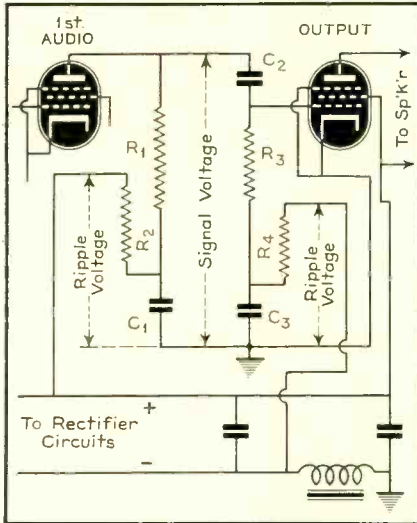 1st.
AUDIO
OUTPUT
C2
To Sp'k'r
R1
Signal Voltage
R3
Ripple
Voltage
R2
R4
Ripple
Voltage
C1
C3
+
To Rectifier
Circuits
-